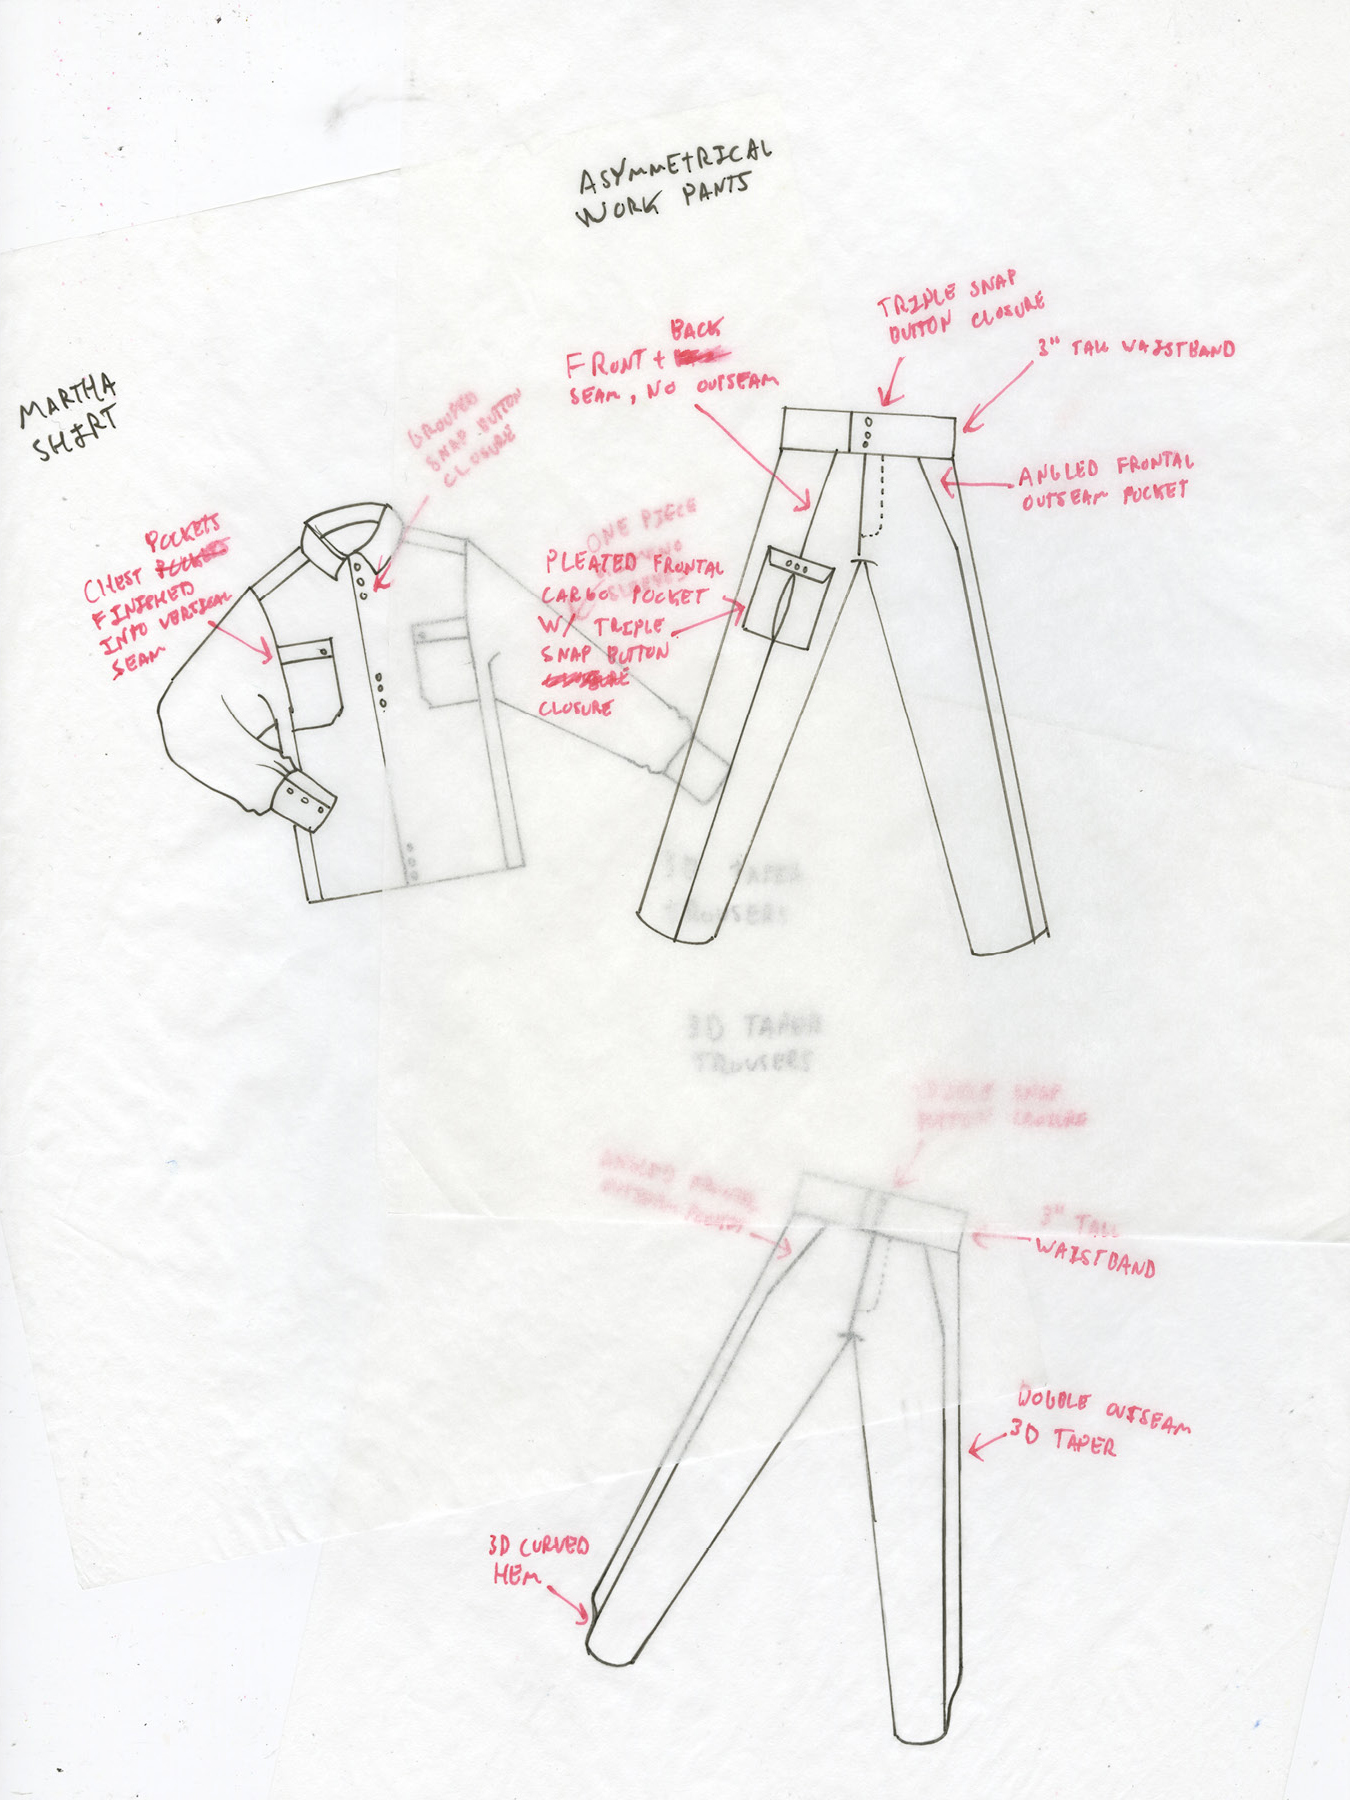 ASYMMETRICAL
WORK PANTS
TRIPLE SNAP
BUTTON CLOSURE
3" TALL WAISTBAND
BACK
FRONT +
SEAM, NO OUTSEAM
ANGLED FRONTAL
OUTSEAM POCKET
PLEATED FRONTAL
CARGO POCKET
W/ TRIPLE
SNAP BUTTON
CLOSURE
MARTHA
SHIRT
GROUPED
SNAP BUTTON
CLOSURE
POCKETS
CHEST
FINISHED
INTO VERTICAL
SEAM
ONE PIECE
3D TAPER
TROUSERS
3D TAPER
TROUSERS
TRIPLE SNAP
BUTTON CLOSURE
ANGLED FRONTAL
OUTSEAM POCKET
3" TALL
WAISTBAND
DOUBLE OUTSEAM
3D TAPER
3D CURVED
HEM